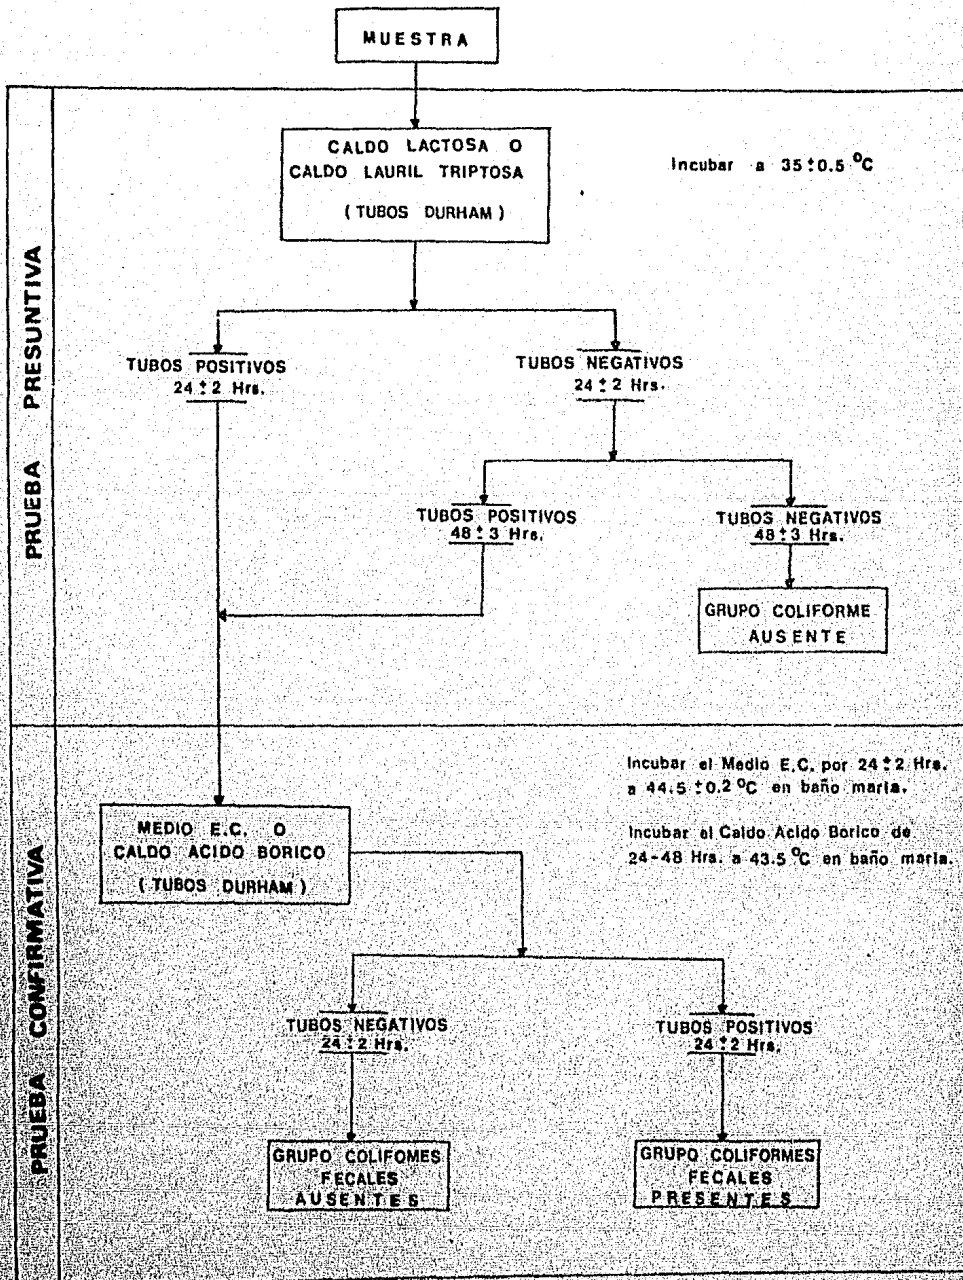 MUESTRA
PRUEBA PRESUNTIVA
CALDO LACTOSA O
CALDO LAURIL TRIPTOSA
(TUBOS DURHAM)
Incubar a 35±0.5 ºC
TUBOS POSITIVOS
24±2 Hrs.
TUBOS NEGATIVOS
24±2 Hrs.
TUBOS POSITIVOS
48±3 Hrs.
TUBOS NEGATIVOS
48±3 Hrs.
GRUPO COLIFORME
AUSENTE
PRUEBA CONFIRMATIVA
Incubar el Medio E.C. por 24±2 Hrs.
a 44.5±0.2 ºC en baño maria.
Incubar el Caldo Acido Borico de
24-48 Hrs. a 43.5 ºC en baño maria.
MEDIO E.C. O
CALDO ACIDO BORICO
(TUBOS DURHAM)
TUBOS NEGATIVOS
24±2 Hrs.
TUBOS POSITIVOS
24±2 Hrs.
GRUPO COLIFOMES
FECALES
AUSENTES
GRUPO COLIFORMES
FECALES
PRESENTES